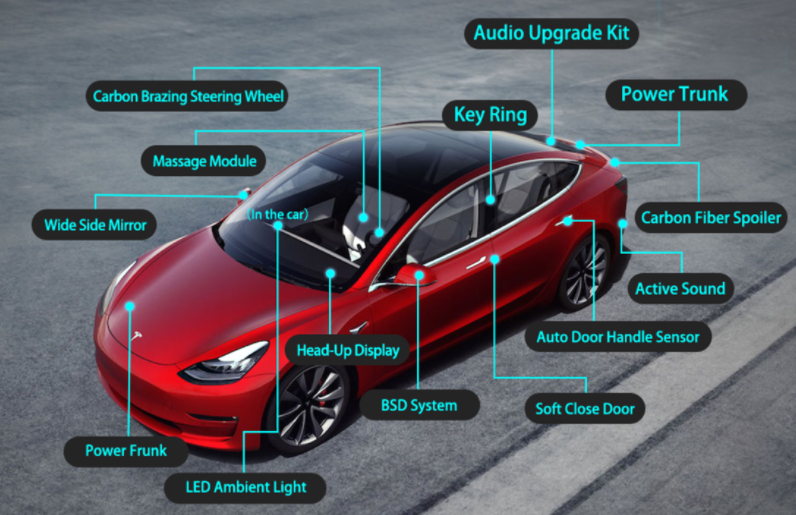 Audio Upgrade Kit
Carbon Brazing Steering Wheel
Power Trunk
Key Ring
Massage Module
Wide Side Mirror
(In the car)
Carbon Fiber Spoiler
Active Sound
Auto Door Handle Sensor
Head-Up Display
BSD System
Soft Close Door
Power Frunk
LED Ambient Light